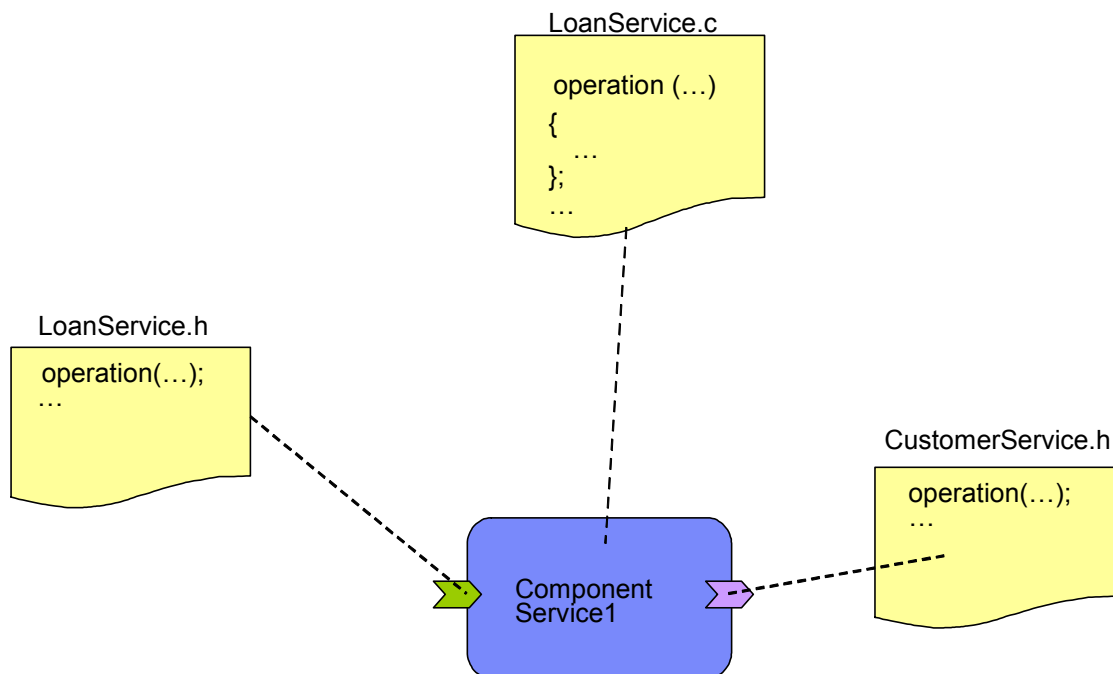 LoanService.c
operation (…)
{
…
};
…
LoanService.h
operation(…);
…
CustomerService.h
operation(…);
…
Component
Service1